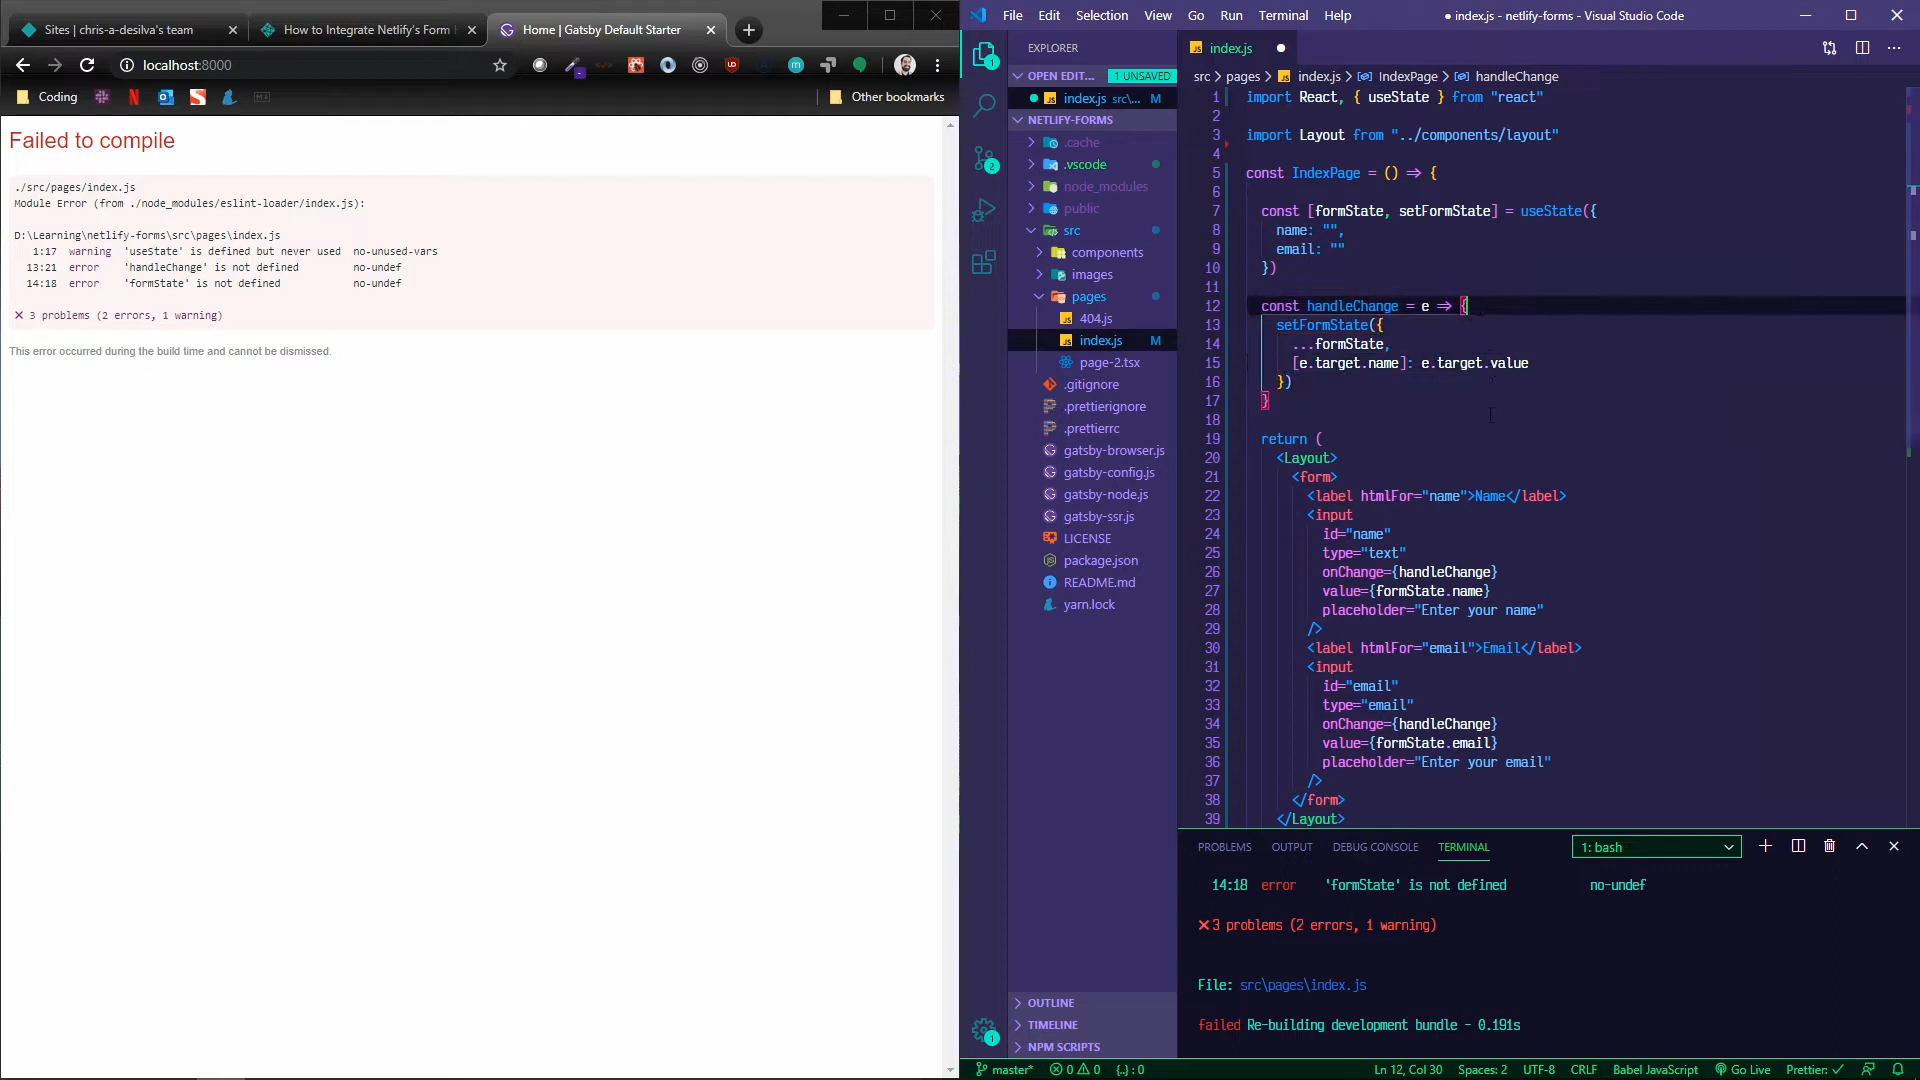 Sites | chris-a-desilva's team
How to Integrate Netlify's Form
Home | Gatsby Default Starter
localhost:8000
Coding
Other bookmarks
Failed to compile
./src/pages/index.js
Module Error (from ./node_modules/eslint-loader/index.js):
D:\Learning\netlify-forms\src\pages\index.js
1:17 warning 'useState' is defined but never used no-unused-vars
13:21 error 'handleChange' is not defined no-undef
14:18 error 'formState' is not defined no-undef
✕ 3 problems (2 errors, 1 warning)
This error occurred during the build time and cannot be dismissed.
File Edit Selection View Go Run Terminal Help
● index.js - netlify-forms - Visual Studio Code
EXPLORER
OPEN EDIT... 1 UNSAVED
index.js src\... M
NETLIFY-FORMS
.cache
.vscode
node_modules
public
src
components
images
pages
404.js
index.js M
page-2.tsx
.gitignore
.prettierignore
.prettierrc
gatsby-browser.js
gatsby-config.js
gatsby-node.js
gatsby-ssr.js
LICENSE
package.json
README.md
yarn.lock
OUTLINE
TIMELINE
NPM SCRIPTS
index.js
src > pages > index.js > IndexPage > handleChange
1 import React, { useState } from "react"
2
3 import Layout from "../components/layout"
4
5 const IndexPage = () => {
6
7 const [formState, setFormState] = useState({
8 name: "",
9 email: ""
10 })
11
12 const handleChange = e => {
13 setFormState({
14 ...formState,
15 [e.target.name]: e.target.value
16 })
17 }
18
19 return (
20 <Layout>
21 <form>
22 <label htmlFor="name">Name</label>
23 <input
24 id="name"
25 type="text"
26 onChange={handleChange}
27 value={formState.name}
28 placeholder="Enter your name"
29 />
30 <label htmlFor="email">Email</label>
31 <input
32 id="email"
33 type="email"
34 onChange={handleChange}
35 value={formState.email}
36 placeholder="Enter your email"
37 />
38 </form>
39 </Layout>
PROBLEMS OUTPUT DEBUG CONSOLE TERMINAL 1: bash
14:18 error 'formState' is not defined no-undef
✕ 3 problems (2 errors, 1 warning)
File: src\pages\index.js
failed Re-building development bundle - 0.191s
master* 0 0 {..} : 0 Ln 12, Col 30 Spaces: 2 UTF-8 CRLF Babel JavaScript Go Live Prettier: ✓